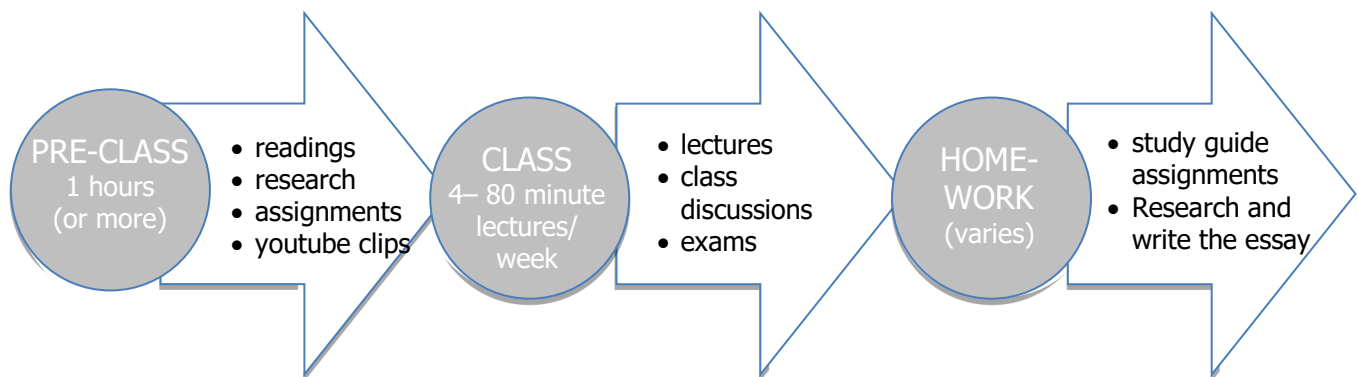 PRE-CLASS
1 hours
(or more)
• readings
• research
• assignments
• youtube clips
CLASS
4– 80 minute
lectures/
week
• lectures
• class
discussions
• exams
HOME-
WORK
(varies)
• study guide
assignments
• Research and
write the essay